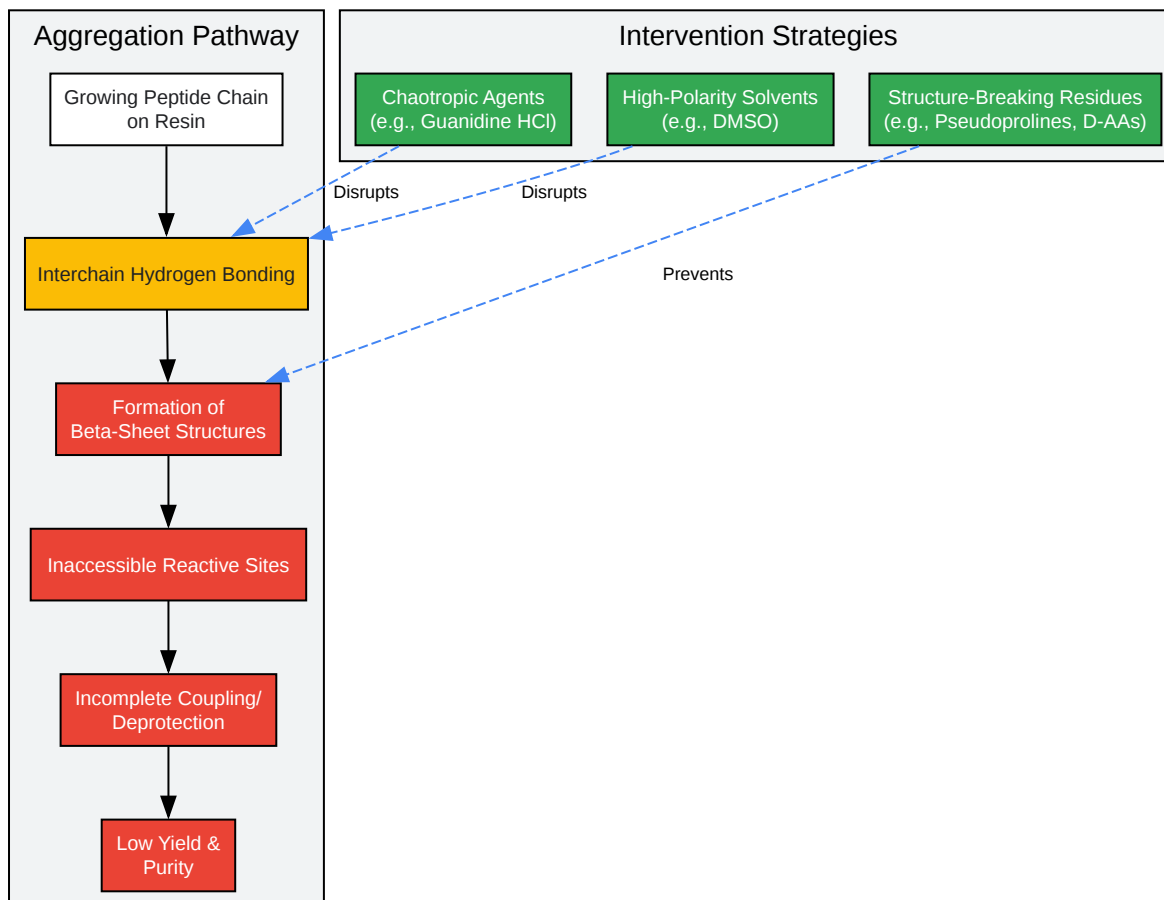 Aggregation Pathway
Growing Peptide Chain
on Resin
Interchain Hydrogen Bonding
Formation of
Beta-Sheet Structures
Inaccessible Reactive Sites
Incomplete Coupling/
Deprotection
Low Yield &
Purity
Intervention Strategies
Chaotropic Agents
(e.g., Guanidine HCl)
High-Polarity Solvents
(e.g., DMSO)
Structure-Breaking Residues
(e.g., Pseudoprolines, D-AAs)
Disrupts
Disrupts
Prevents